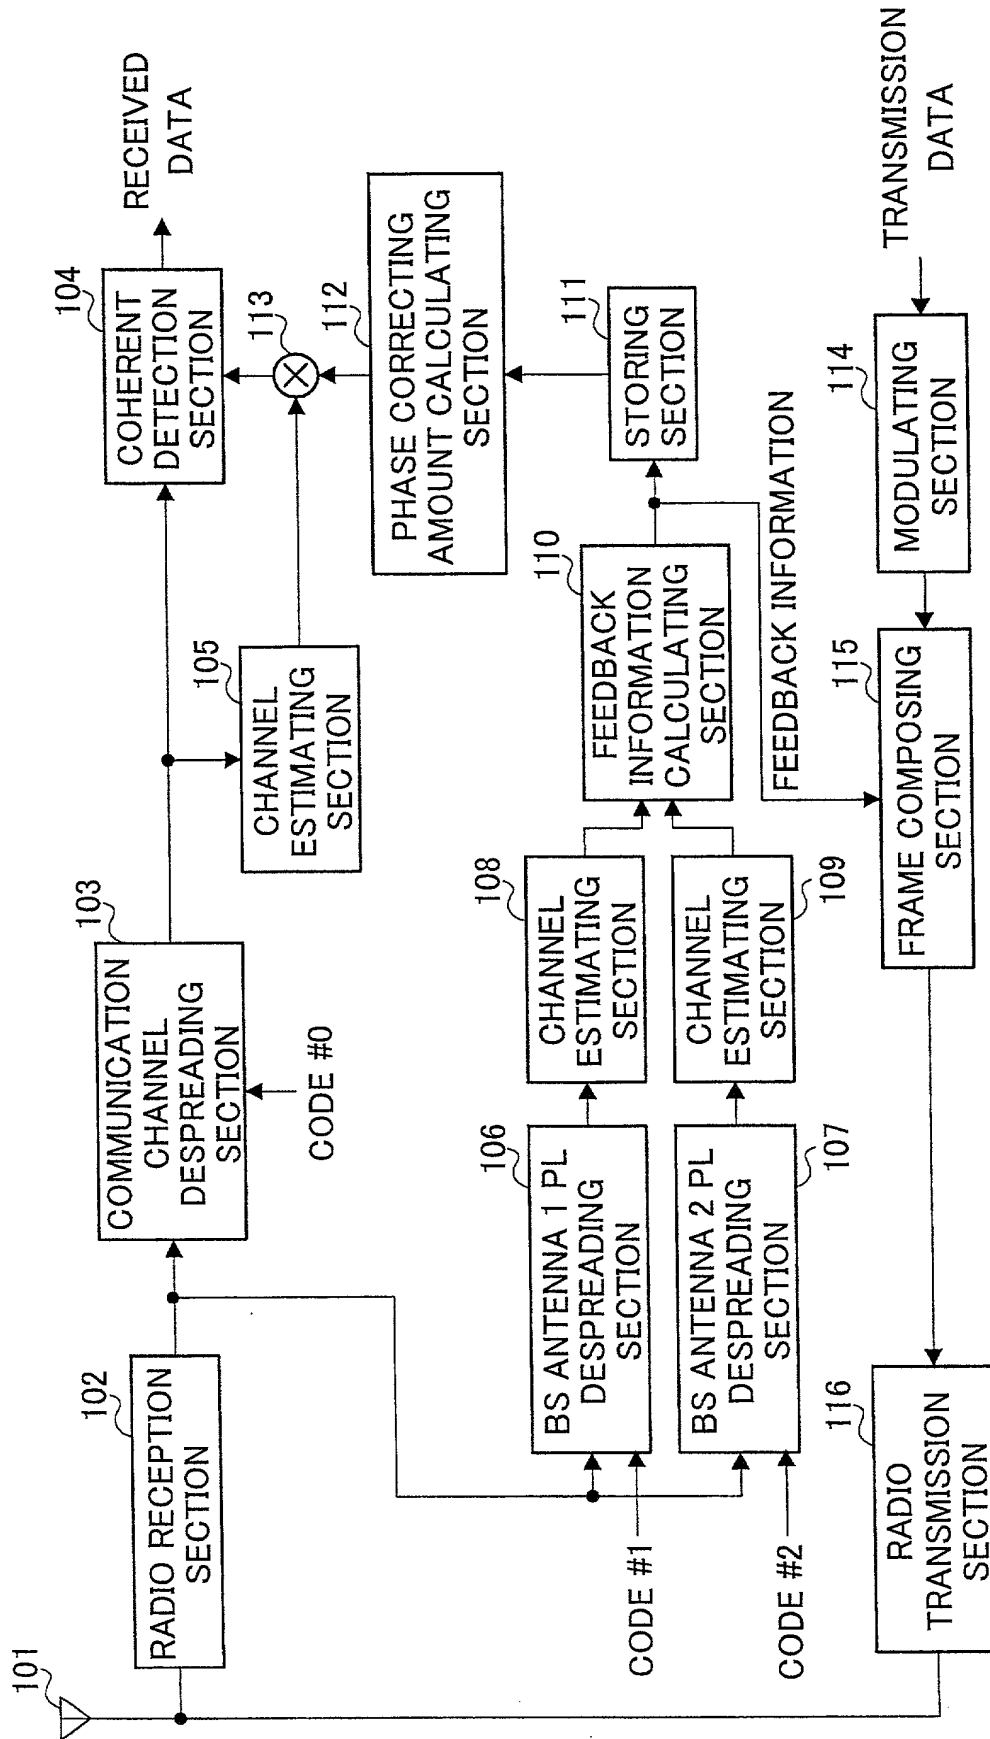 101
102
RADIO RECEPTION
SECTION
103
COMMUNICATION
CHANNEL
DESPREADING
SECTION
CODE #0
104
COHERENT
DETECTION
SECTION
RECEIVED
DATA
105
CHANNEL
ESTIMATING
SECTION
113
112
PHASE CORRECTING
AMOUNT CALCULATING
SECTION
106
BS ANTENNA 1 PL
DESPREADING
SECTION
CODE #1
107
BS ANTENNA 2 PL
DESPREADING
SECTION
CODE #2
108
CHANNEL
ESTIMATING
SECTION
109
CHANNEL
ESTIMATING
SECTION
110
FEEDBACK
INFORMATION
CALCULATING
SECTION
111
STORING
SECTION
FEEDBACK INFORMATION
116
RADIO
TRANSMISSION
SECTION
115
FRAME COMPOSING
SECTION
114
MODULATING
SECTION
TRANSMISSION
DATA